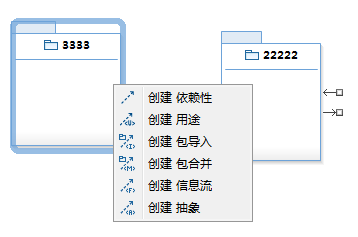 3333
22222
创建 依赖性
创建 用途
创建 包导入
创建 包合并
创建 信息流
创建 抽象